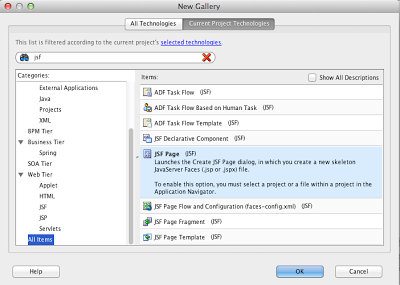 New Gallery
All Technologies
Current Project Technologies
This list is filtered according to the current project's selected technologies.
jsf
Categories:
External Applications
Java
Projects
XML
BPM Tier
Business Tier
Spring
SOA Tier
Web Tier
Applet
HTML
JSF
JSP
Servlets
All Items
Items:
Show All Descriptions
ADF Task Flow (JSF)
ADF Task Flow Based on Human Task (JSF)
ADF Task Flow Template (JSF)
JSF Declarative Component (JSF)
JSF Page (JSF)
Launches the Create JSF Page dialog, in which you create a new skeleton
JavaServer Faces (.jsp or .jspx) file.
To enable this option, you must select a project or a file within a project in the
Application Navigator.
JSF Page Flow and Configuration (faces-config.xml) (JSF)
JSF Page Fragment (JSF)
JSF Page Template (JSF)
Help
OK
Cancel